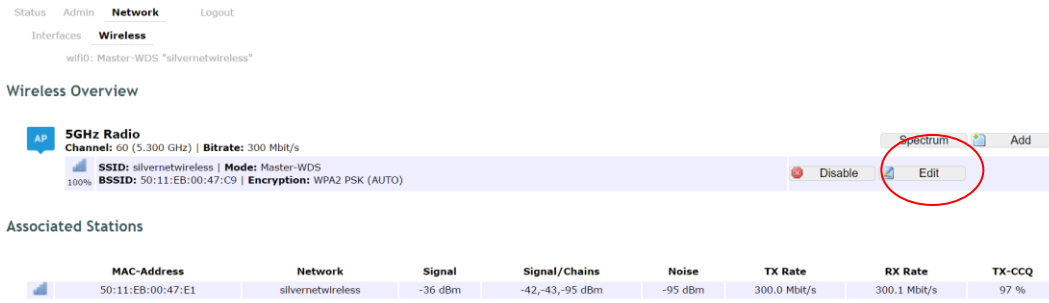 Status Admin Network Logout
Interfaces Wireless
wifi0: Master-WDS "silvernetwireless"
Wireless Overview
AP
5GHz Radio
Channel: 60 (5.300 GHz) | Bitrate: 300 Mbit/s
Spectrum Add
SSID: silvernetwireless | Mode: Master-WDS
100% BSSID: 50:11:EB:00:47:C9 | Encryption: WPA2 PSK (AUTO)
Disable Edit
Associated Stations
MAC-Address Network Signal Signal/Chains Noise TX Rate RX Rate TX-CCQ
50:11:EB:00:47:E1 silvernetwireless -36 dBm -42,-43,-95 dBm -95 dBm 300.0 Mbit/s 300.1 Mbit/s 97 %